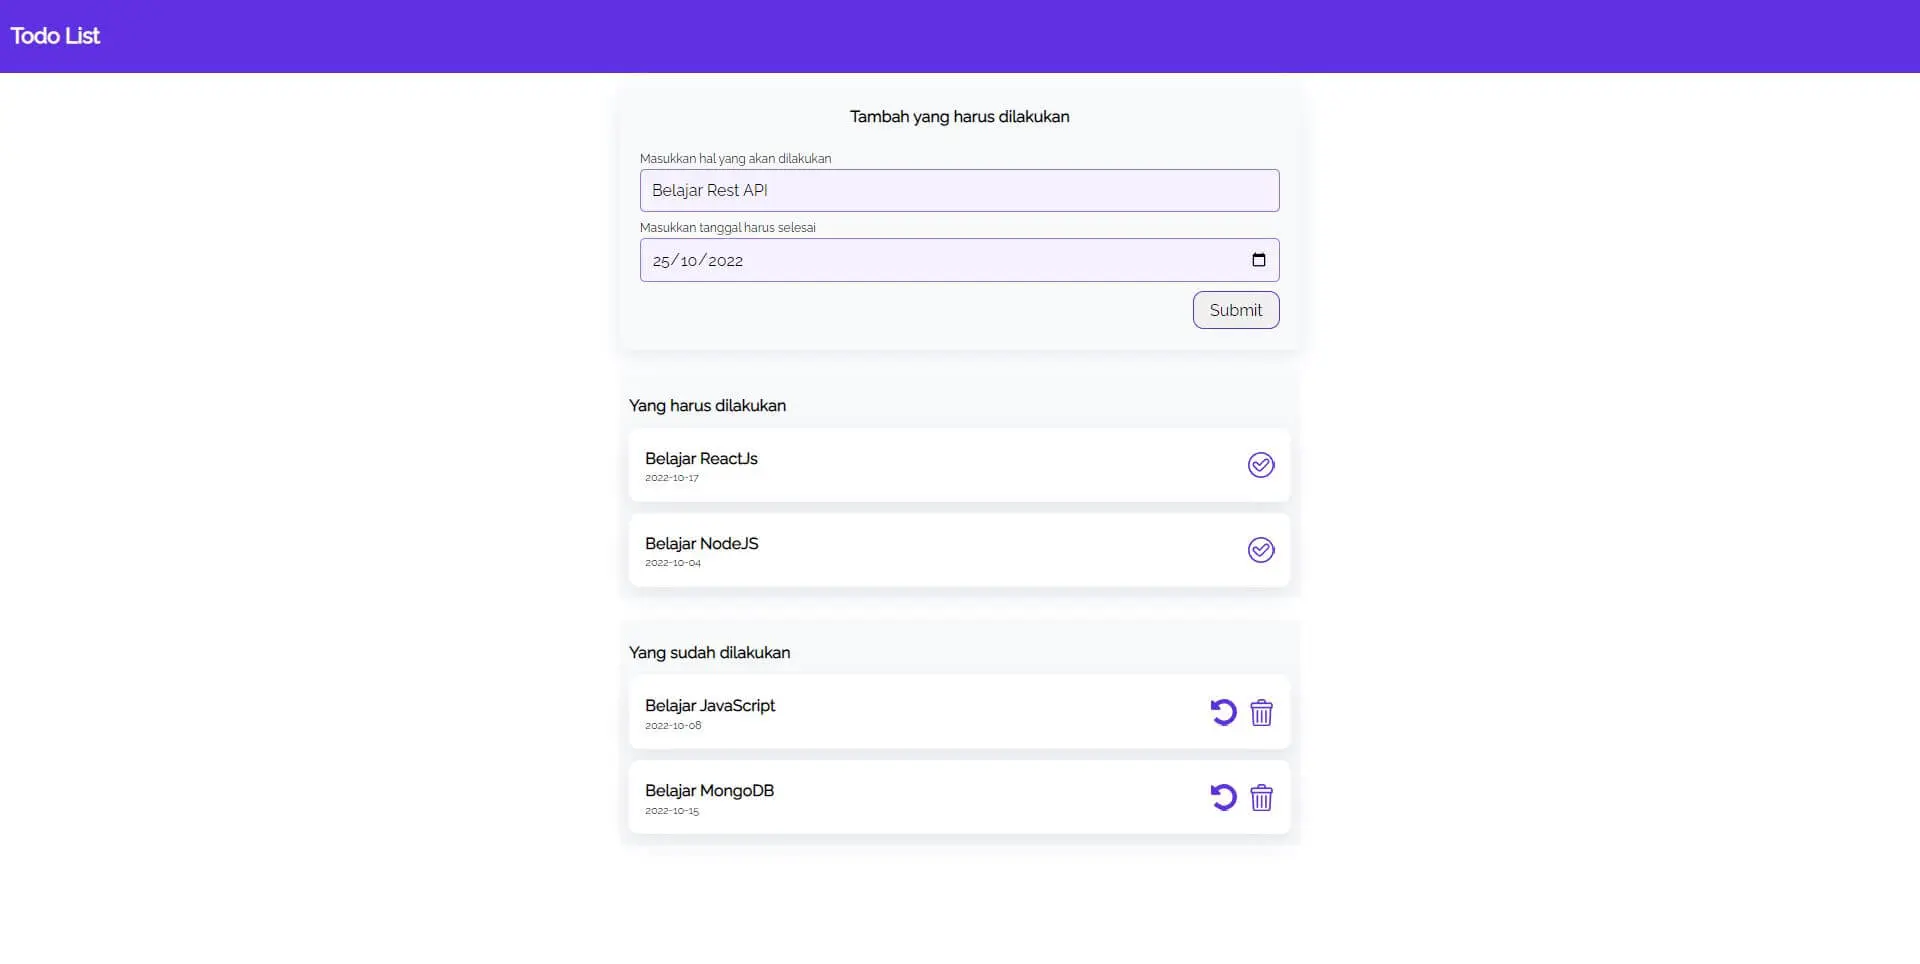 Todo List
Tambah yang harus dilakukan
Masukkan hal yang akan dilakukan
Belajar Rest API
Masukkan tanggal harus selesai
25/10/2022
Submit
Yang harus dilakukan
Belajar ReactJs
2022-10-17
Belajar NodeJS
2022-10-04
Yang sudah dilakukan
Belajar JavaScript
2022-10-08
Belajar MongoDB
2022-10-15